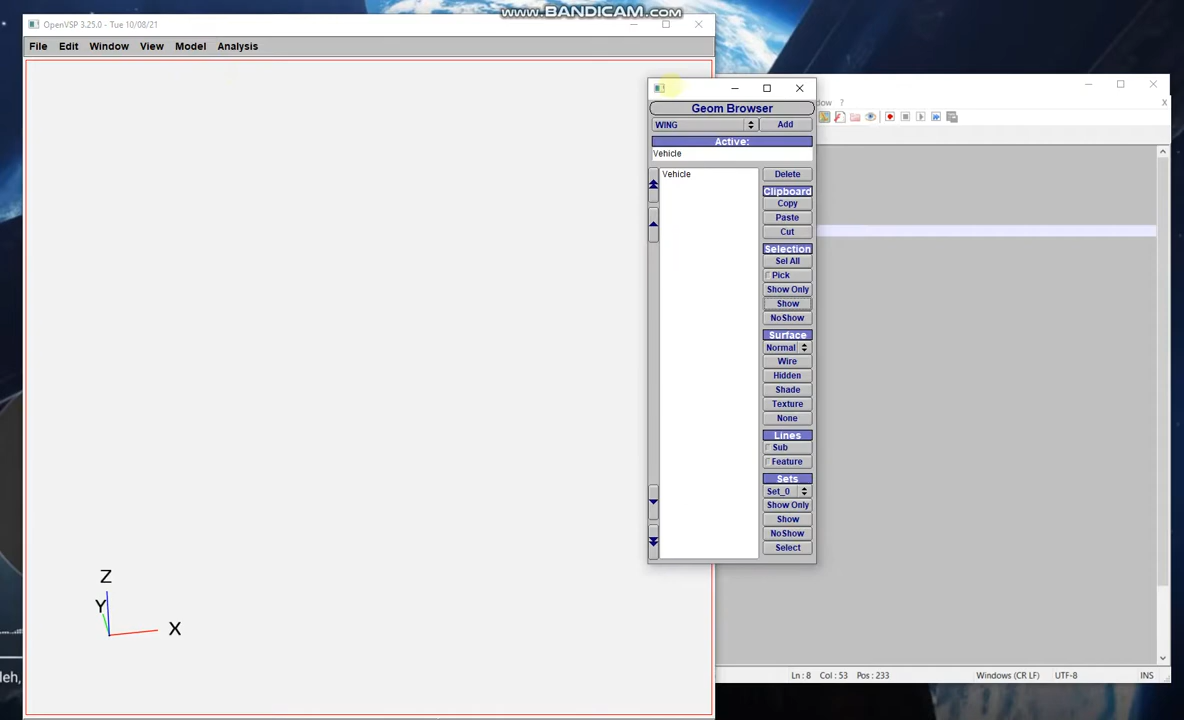 www.BANDICAM.com
OpenVSP 3.25.0 - Tue 10/08/21
File Edit Window View Model Analysis
Geom Browser
WING
Add
Active:
Vehicle
Vehicle
Delete
Clipboard
Copy
Paste
Cut
Selection
Sel All
Pick
Show Only
Show
NoShow
Surface
Normal
Wire
Hidden
Shade
Texture
None
Lines
Sub
Feature
Sets
Set_0
Show Only
Show
NoShow
Select
dow ?
X
Z
Y
X
leh,
Ln : 8 Col : 53 Pos : 233
Windows (CR LF)
UTF-8
INS